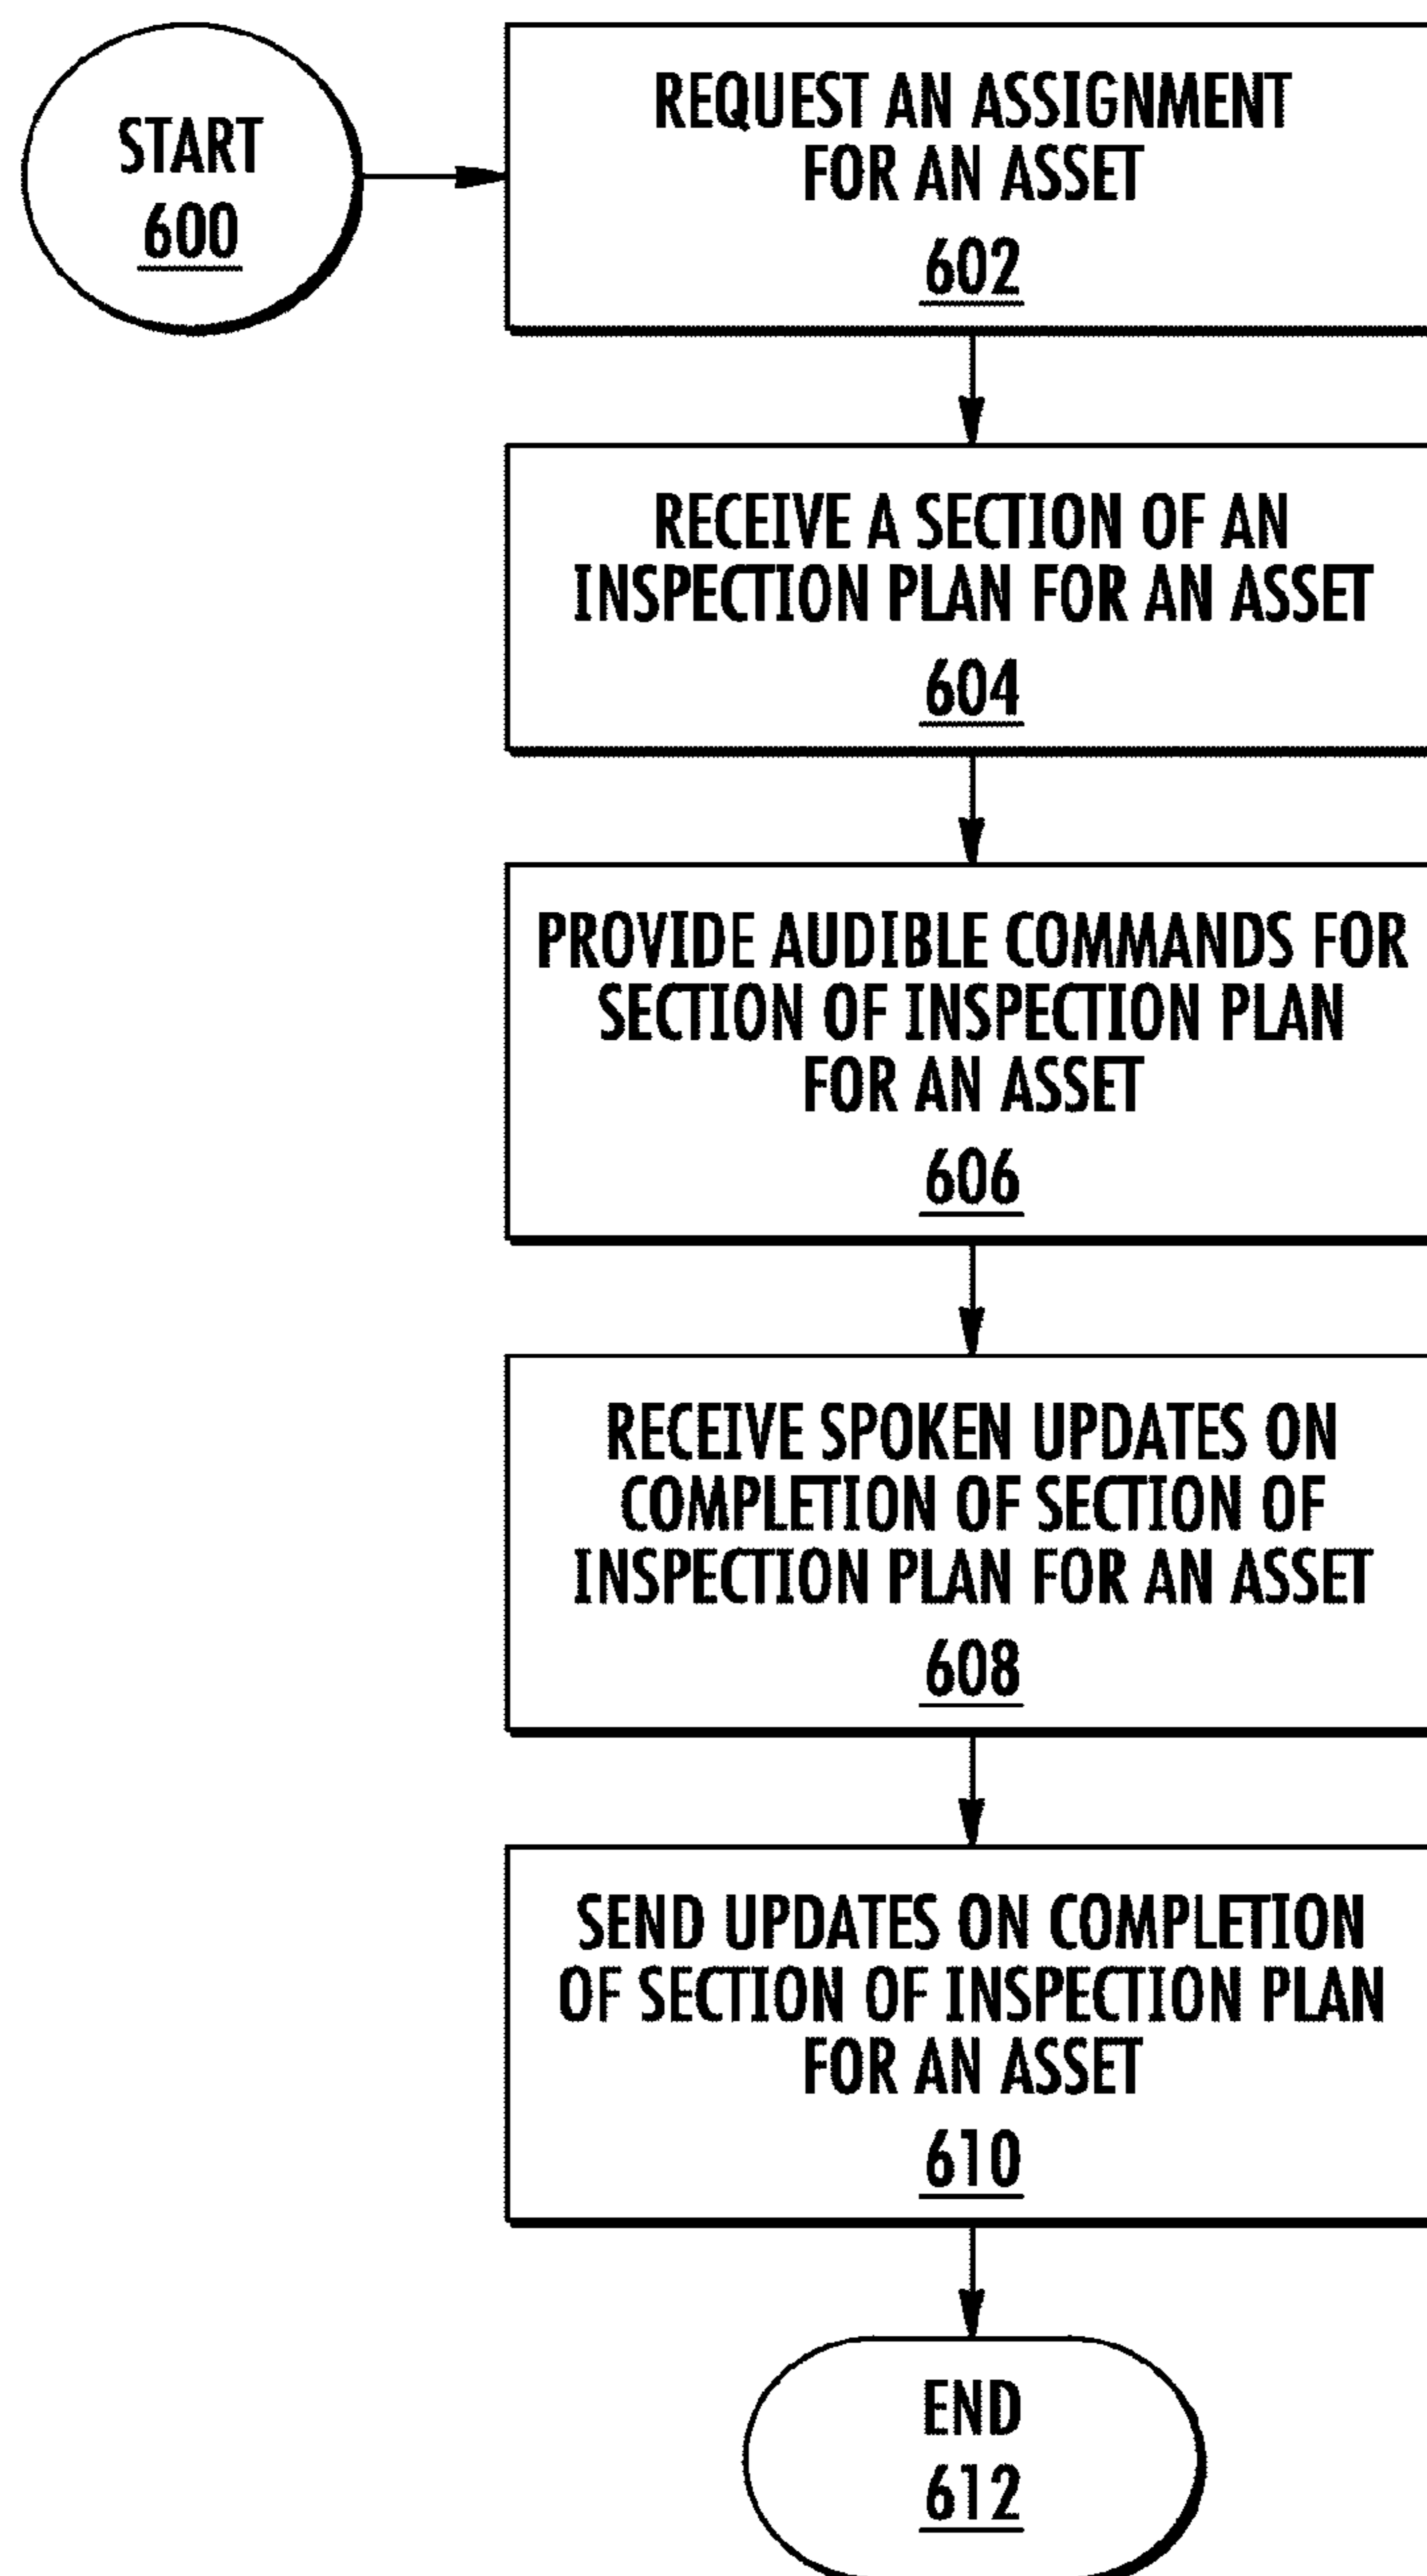 START
600
REQUEST AN ASSIGNMENT
FOR AN ASSET
602
RECEIVE A SECTION OF AN
INSPECTION PLAN FOR AN ASSET
604
PROVIDE AUDIBLE COMMANDS FOR
SECTION OF INSPECTION PLAN
FOR AN ASSET
606
RECEIVE SPOKEN UPDATES ON
COMPLETION OF SECTION OF
INSPECTION PLAN FOR AN ASSET
608
SEND UPDATES ON COMPLETION
OF SECTION OF INSPECTION PLAN
FOR AN ASSET
610
END
612